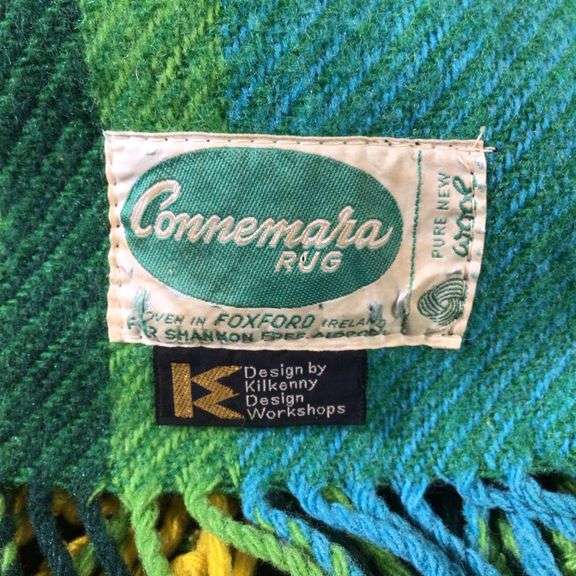 Connemara
RUG
WOVEN IN FOXFORD IRELAND
FOR SHANNON FREE AIRPORT
PURE NEW
wool
K
Design by
Kilkenny
Design
Workshops